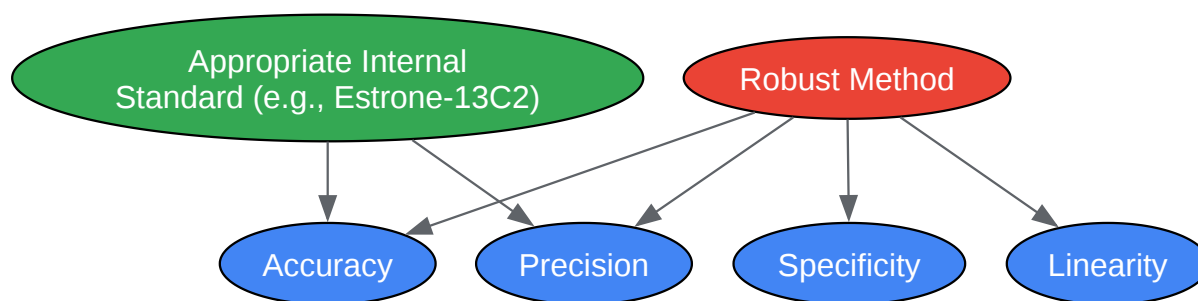 Appropriate Internal
Standard (e.g., Estrone-13C2)
Robust Method
Accuracy
Precision
Specificity
Linearity